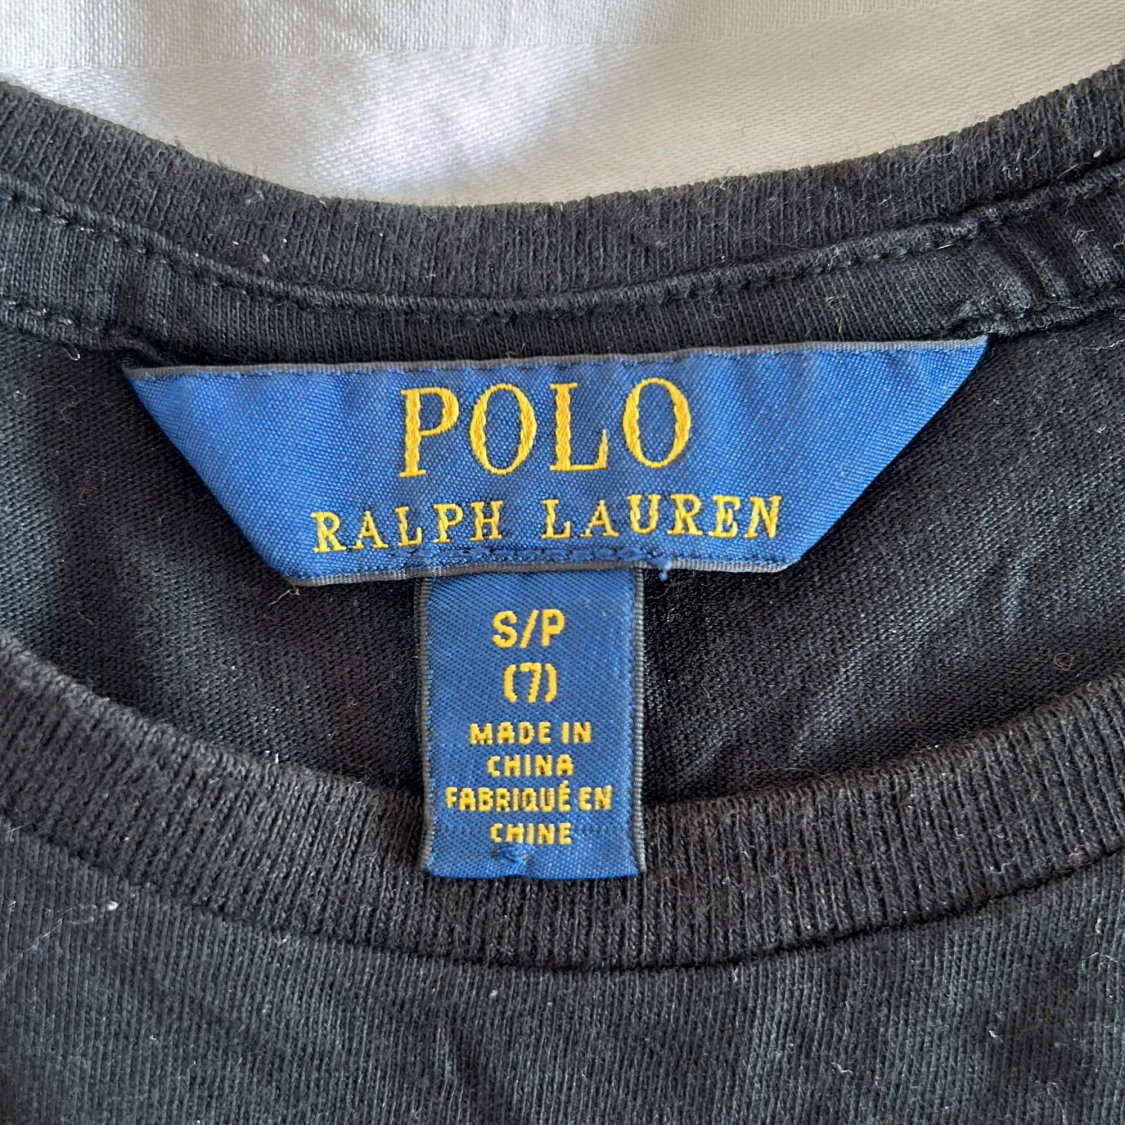 POLO
RALPH LAUREN
S/P
(7)
MADE IN
CHINA
FABRIQUÉ EN
CHINE